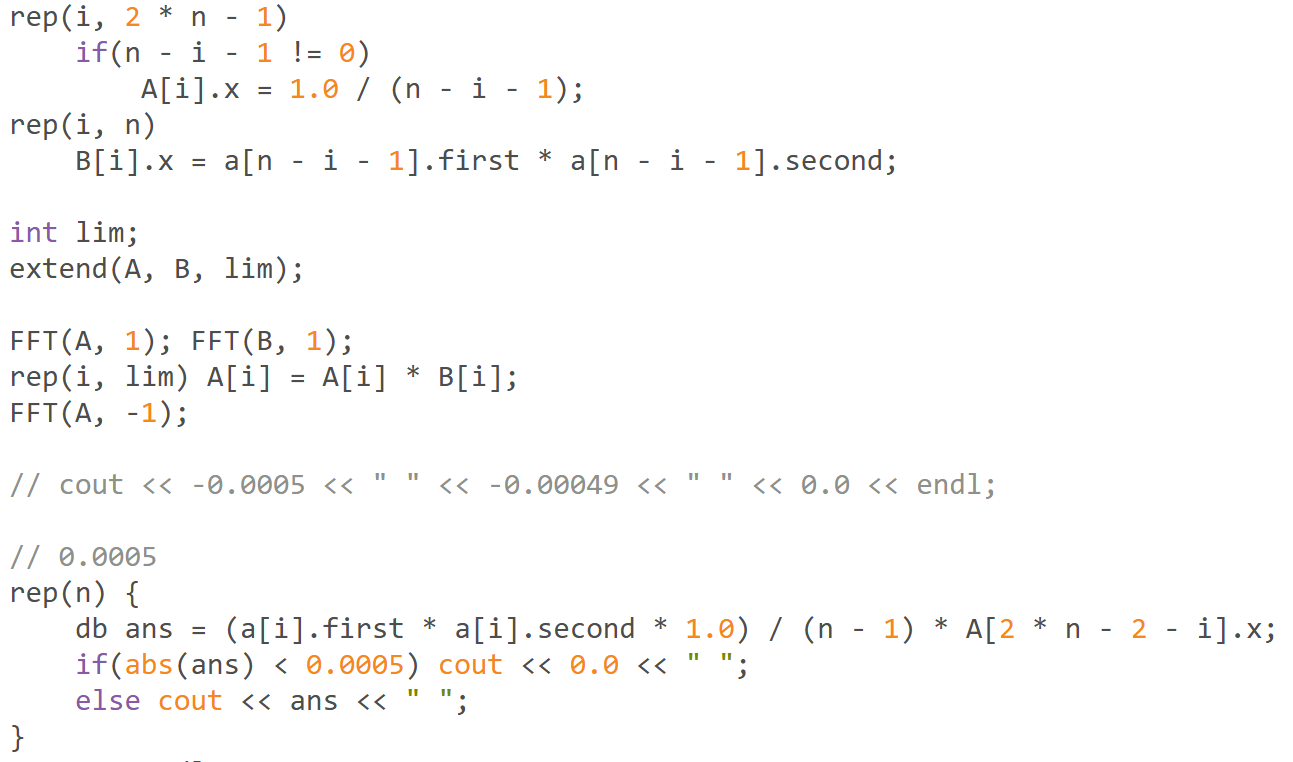 rep(i, 2 * n - 1)
    if(n - i - 1 != 0)
        A[i].x = 1.0 / (n - i - 1);
rep(i, n)
    B[i].x = a[n - i - 1].first * a[n - i - 1].second;
int lim;
extend(A, B, lim);
FFT(A, 1); FFT(B, 1);
rep(i, lim) A[i] = A[i] * B[i];
FFT(A, -1);
// cout << -0.0005 << " " << -0.00049 << " " << 0.0 << endl;
// 0.0005
rep(n) {
    db ans = (a[i].first * a[i].second * 1.0) / (n - 1) * A[2 * n - 2 - i].x;
    if(abs(ans) < 0.0005) cout << 0.0 << " ";
    else cout << ans << " ";
}